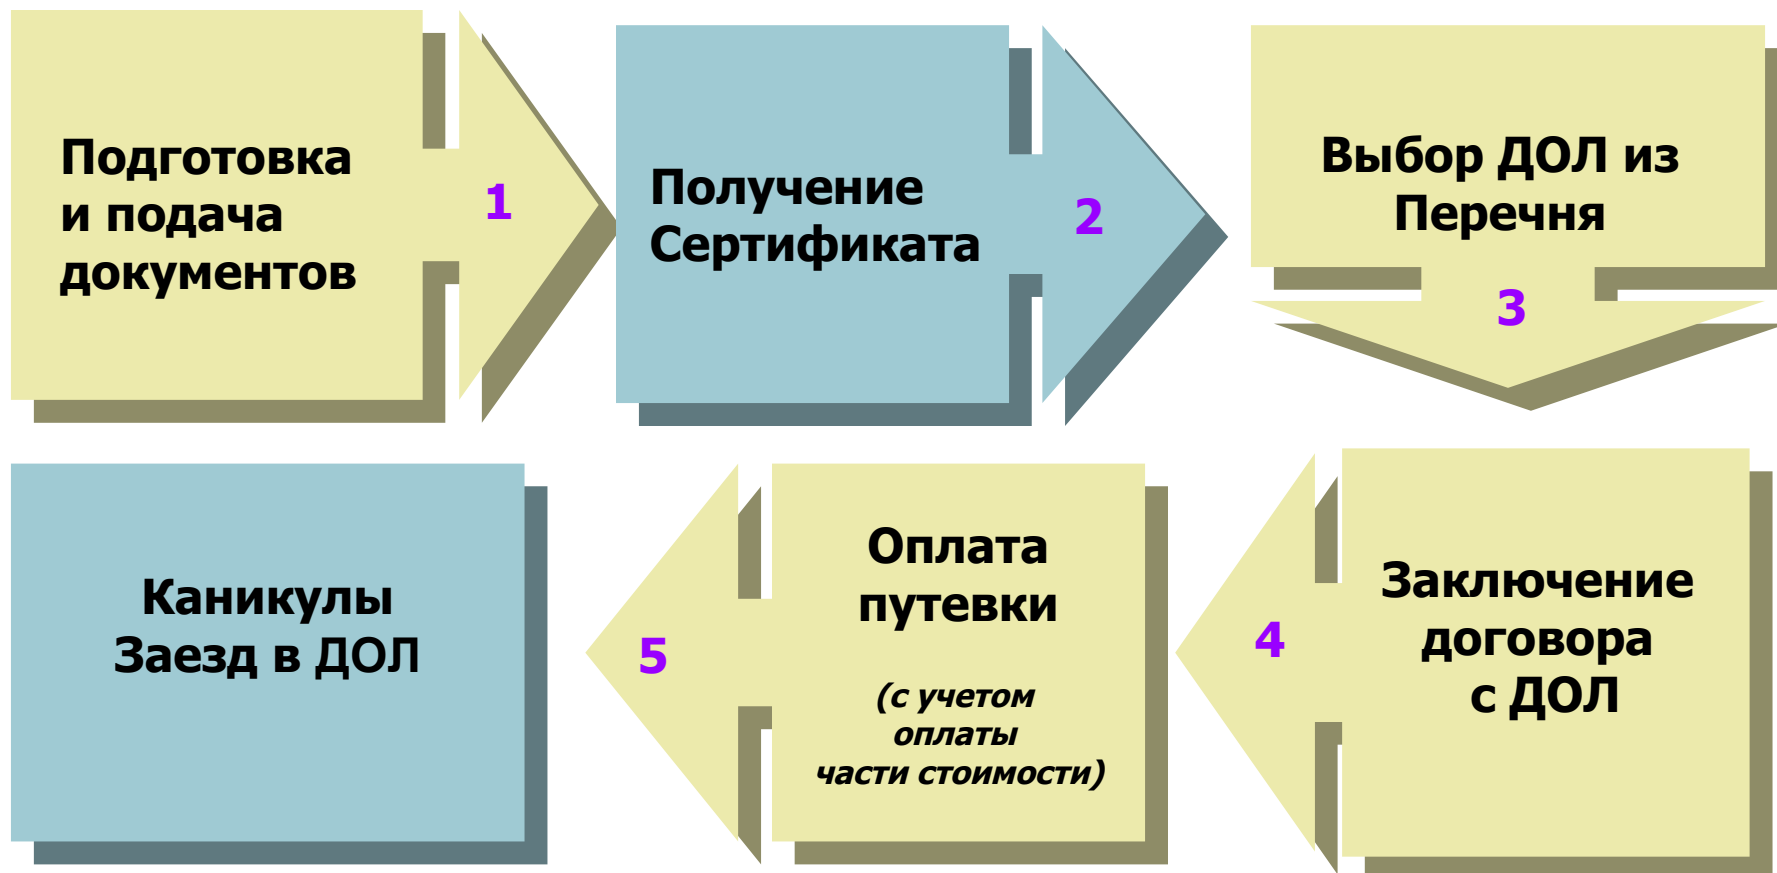 Подготовка
и подача
документов
1
Получение
Сертификата
2
Выбор ДОЛ из
Перечня
3
Заключение
договора
с ДОЛ
4
Оплата
путевки
(с учетом
оплаты
части стоимости)
5
Каникулы
Заезд в ДОЛ